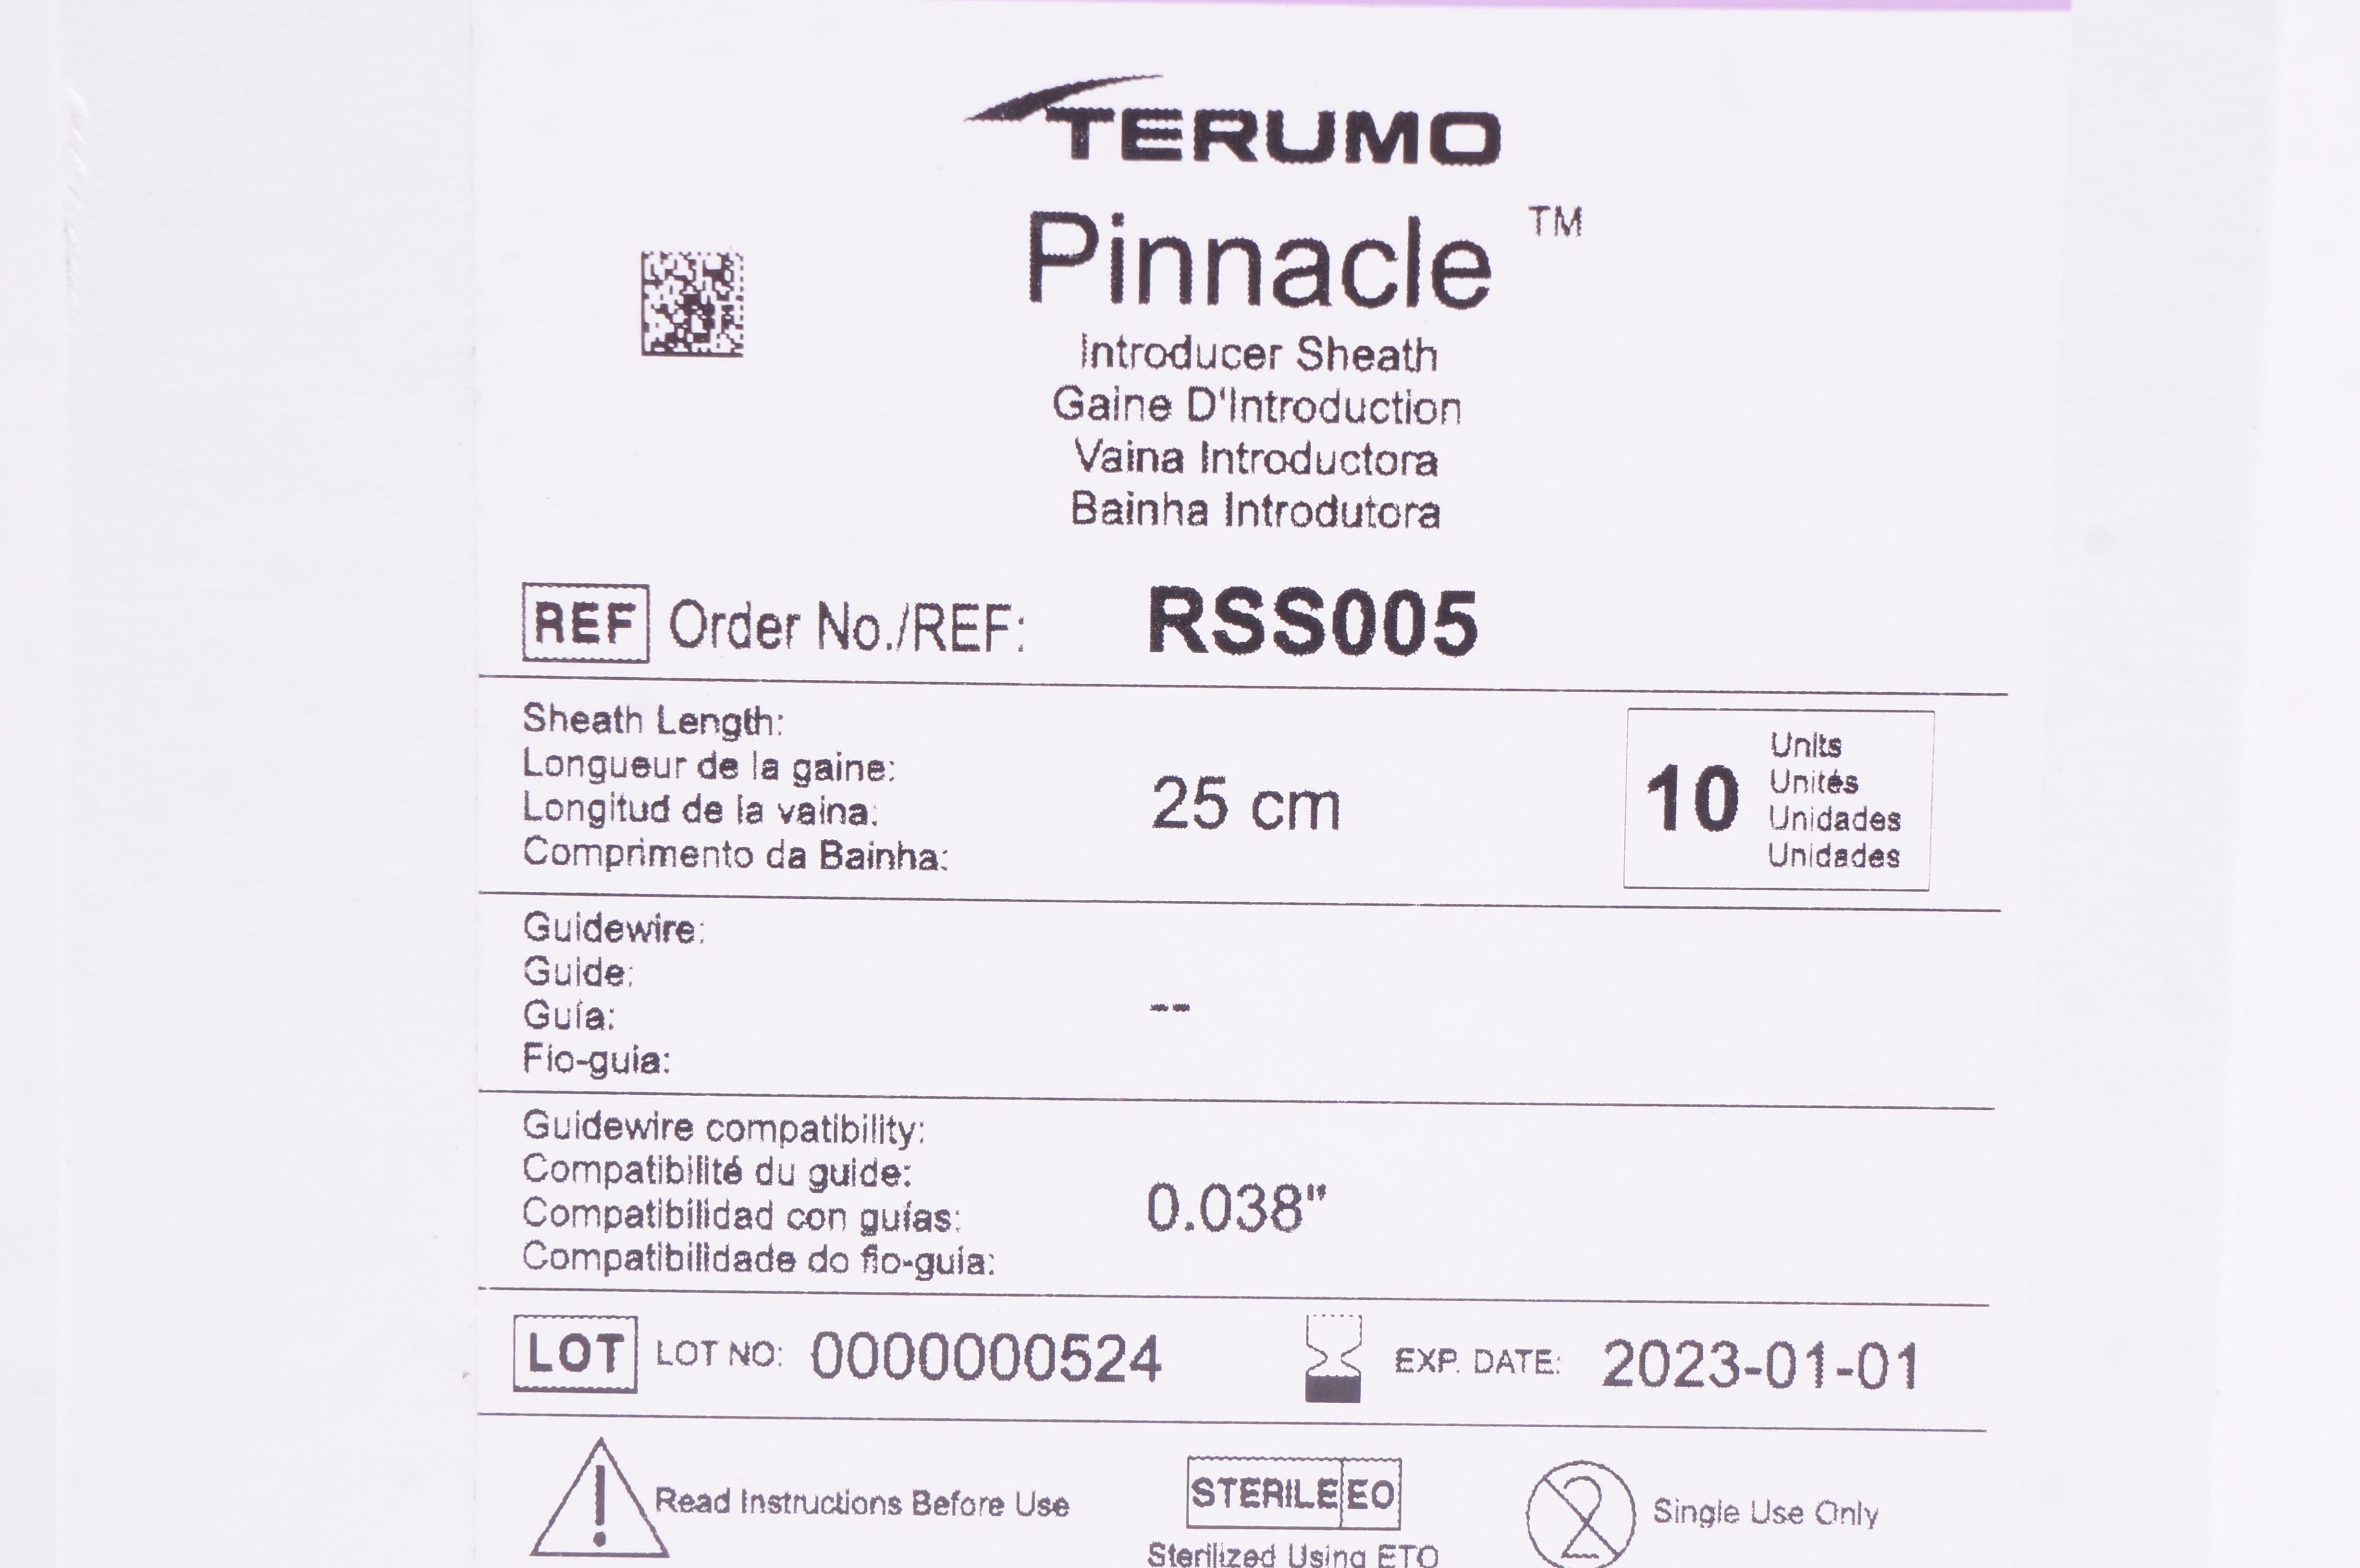 TERUMO
Pinnacle ™
Introducer Sheath
Gaine D'Introduction
Vaina Introductora
Bainha Introdutora
REF Order No./REF: RSS005
Sheath Length:
Longueur de la gaine:
Longitud de la vaina:
Comprimento da Bainha:
25 cm
10
Units
Unités
Unidades
Unidades
Guidewire:
Guide:
Guía:
Fio-guia:
--
Guidewire compatibility:
Compatibilité du guide:
Compatibilidad con guías:
Compatibilidade do fio-guia:
0.038"
LOT LOT NO: 0000000524 EXP. DATE: 2023-01-01
Read Instructions Before Use
STERILE EO
Sterilized Using ETO
2 Single Use Only